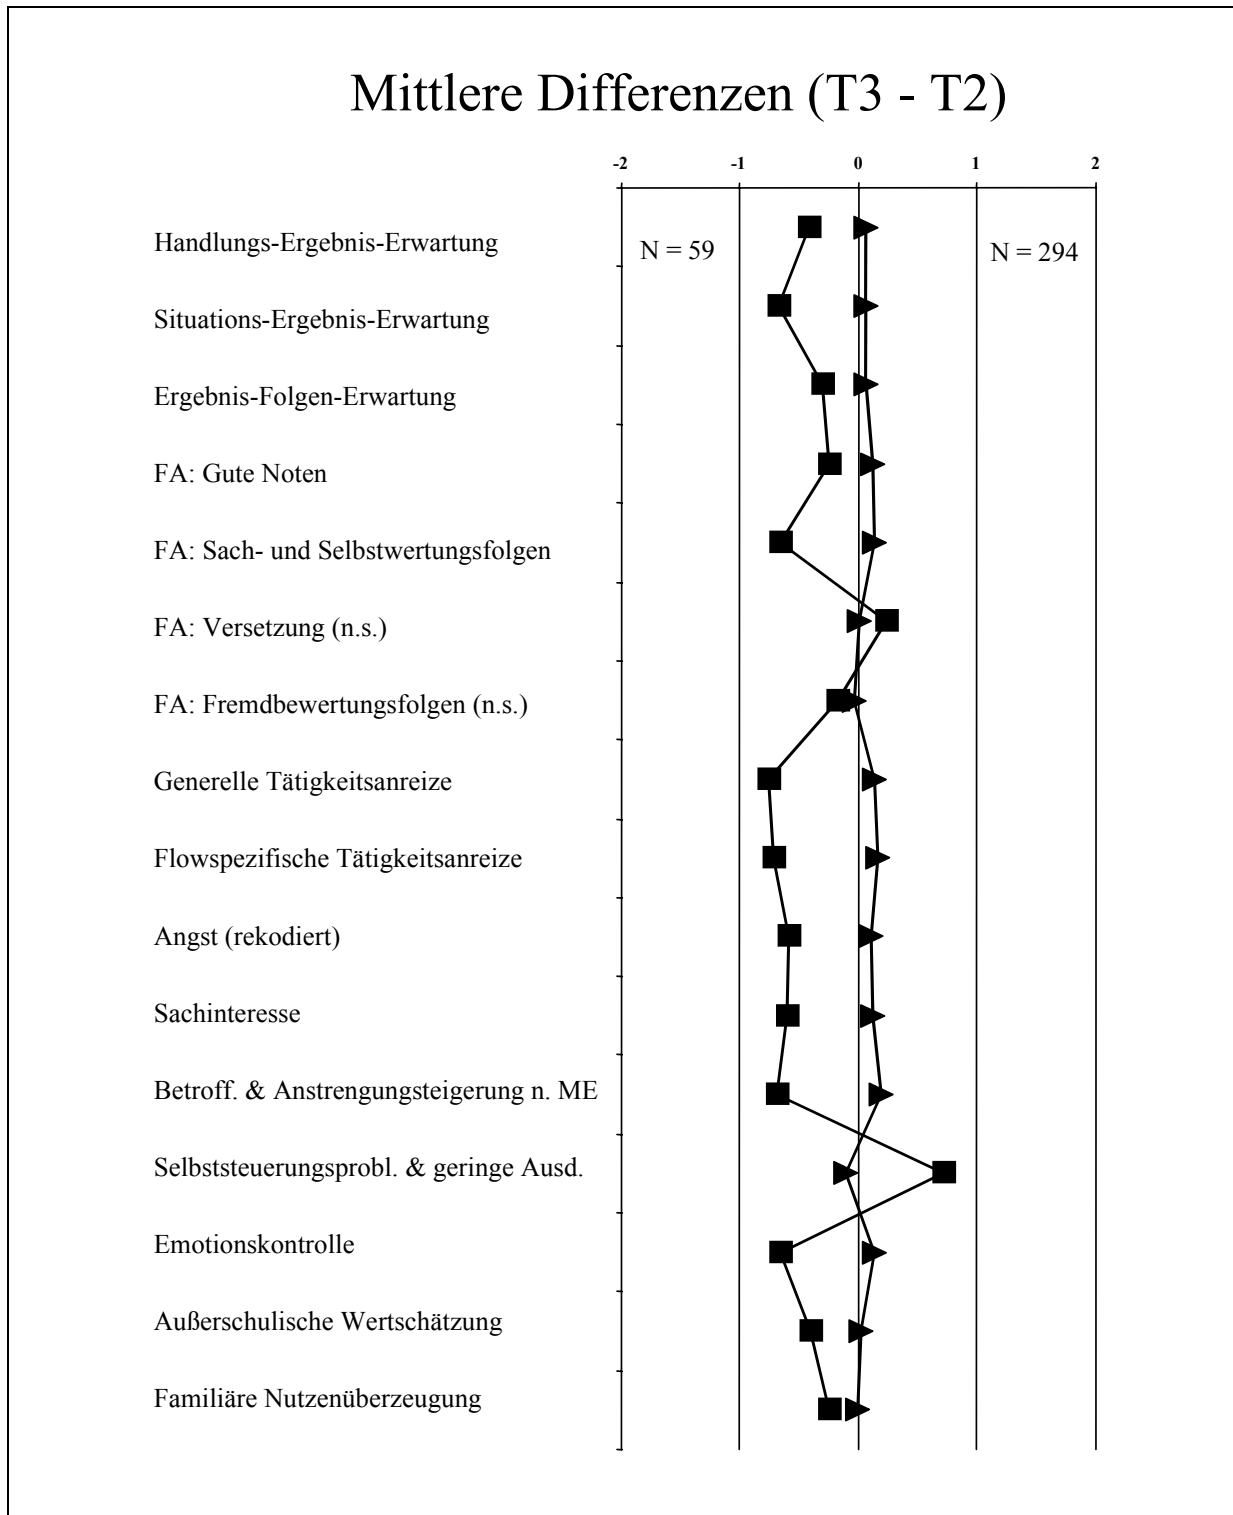 Mittlere Differenzen (T3 - T2)
-2 -1 0 1 2
Handlungs-Ergebnis-Erwartung
N = 59
N = 294
Situations-Ergebnis-Erwartung
Ergebnis-Folgen-Erwartung
FA: Gute Noten
FA: Sach- und Selbstwertungsfolgen
FA: Versetzung (n.s.)
FA: Fremdbewertungsfolgen (n.s.)
Generelle Tätigkeitsanreize
Flowspezifische Tätigkeitsanreize
Angst (rekodiert)
Sachinteresse
Betroff. & Anstrengungsteigerung n. ME
Selbststeuerungsprobl. & geringe Ausd.
Emotionskontrolle
Außerschulische Wertschätzung
Familiäre Nutzenüberzeugung